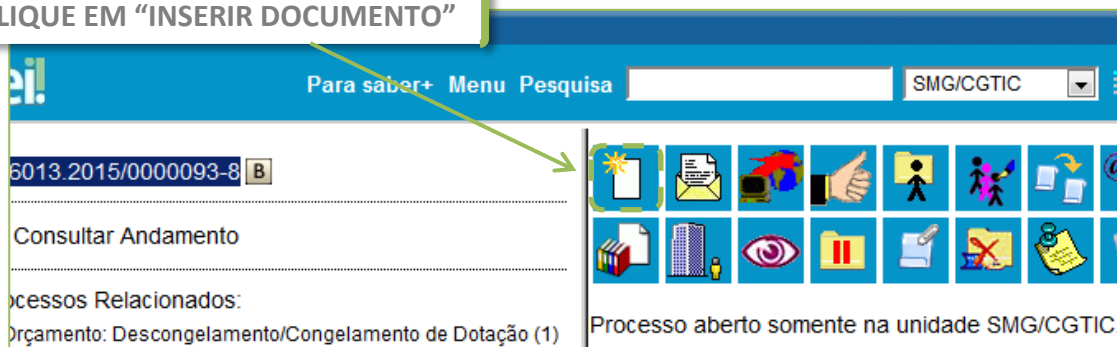 LIQUE EM “INSERIR DOCUMENTO”
ei!
Para saber+ Menu Pesquisa
SMG/CGTIC
6013.2015/0000093-8 B
Consultar Andamento
ocessos Relacionados:
Orçamento: Descongelamento/Congelamento de Dotação (1)
Processo aberto somente na unidade SMG/CGTIC.